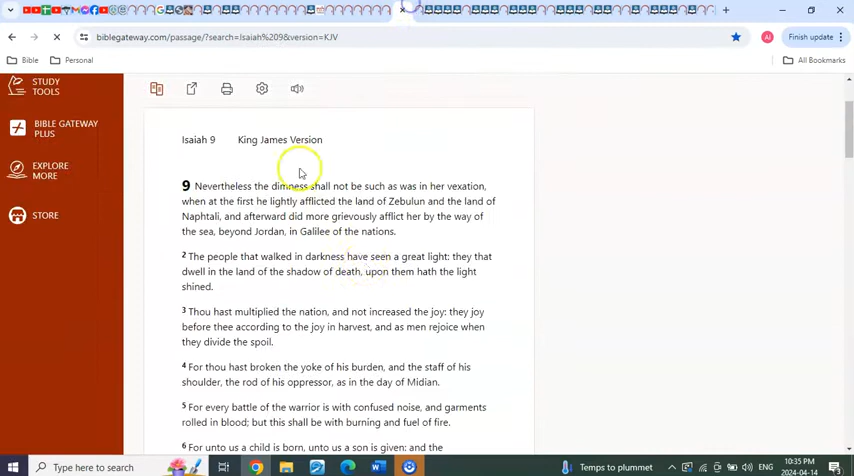 biblegateway.com/passage/?search=Isaiah%209&version=KJV
AI
Finish update
Bible
Personal
All Bookmarks
STUDY
TOOLS
BIBLE GATEWAY
PLUS
EXPLORE
MORE
STORE
Isaiah 9 King James Version
9 Nevertheless the dimness shall not be such as was in her vexation,
when at the first he lightly afflicted the land of Zebulun and the land of
Naphtali, and afterward did more grievously afflict her by the way of
the sea, beyond Jordan, in Galilee of the nations.
2 The people that walked in darkness have seen a great light: they that
dwell in the land of the shadow of death, upon them hath the light
shined.
3 Thou hast multiplied the nation, and not increased the joy: they joy
before thee according to the joy in harvest, and as men rejoice when
they divide the spoil.
4 For thou hast broken the yoke of his burden, and the staff of his
shoulder, the rod of his oppressor, as in the day of Midian.
5 For every battle of the warrior is with confused noise, and garments
rolled in blood; but this shall be with burning and fuel of fire.
6 For unto us a child is born, unto us a son is given: and the
Type here to search
Temps to plummet
ENG
10:35 PM
2024-04-14